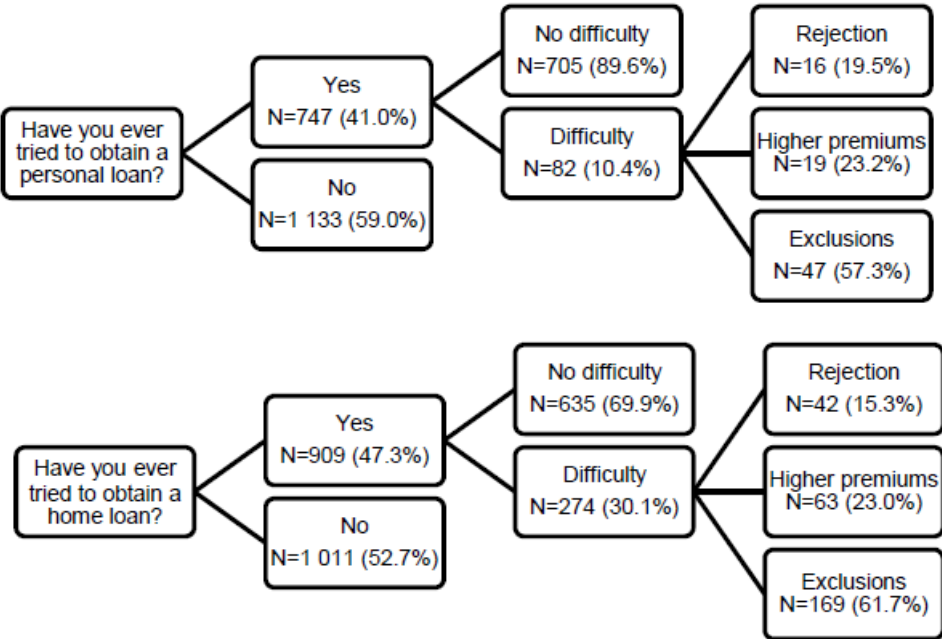 Have you ever
tried to obtain a
personal loan?
Yes
N=747 (41.0%)
No
N=1 133 (59.0%)
No difficulty
N=705 (89.6%)
Difficulty
N=82 (10.4%)
Rejection
N=16 (19.5%)
Higher premiums
N=19 (23.2%)
Exclusions
N=47 (57.3%)
Have you ever
tried to obtain a
home loan?
Yes
N=909 (47.3%)
No
N=1 011 (52.7%)
No difficulty
N=635 (69.9%)
Difficulty
N=274 (30.1%)
Rejection
N=42 (15.3%)
Higher premiums
N=63 (23.0%)
Exclusions
N=169 (61.7%)